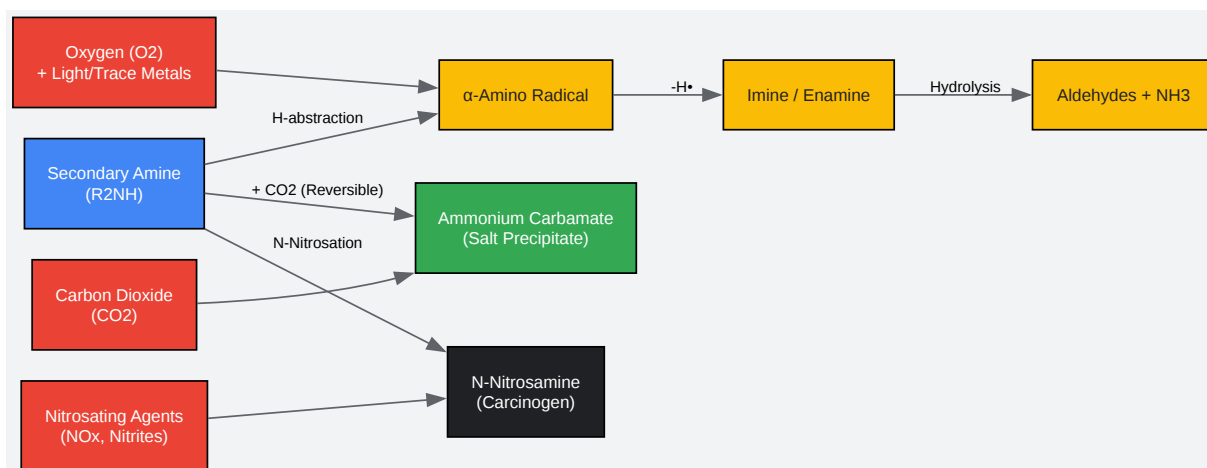 Oxygen (O2)
+ Light/Trace Metals
α-Amino Radical
-H•
Imine / Enamine
Hydrolysis
Aldehydes + NH3
H-abstraction
Secondary Amine
(R2NH)
+ CO2 (Reversible)
Ammonium Carbamate
(Salt Precipitate)
N-Nitrosation
Carbon Dioxide
(CO2)
N-Nitrosamine
(Carcinogen)
Nitrosating Agents
(NOx, Nitrites)